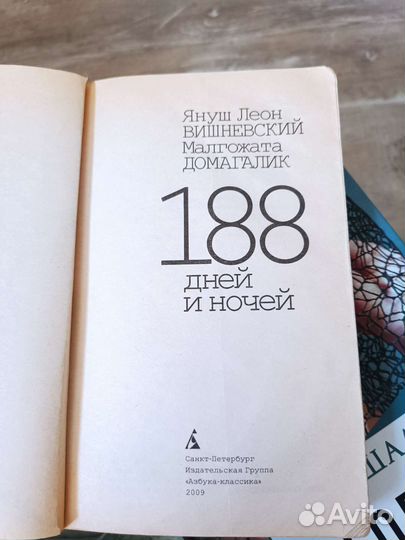 Януш Леон
ВИШНЕВСКИЙ
Малгожата
ДОМАГАЛИК
188
дней
и ночей
Санкт-Петербург
Издательская Группа
«Азбука-классика»
2009
Avito